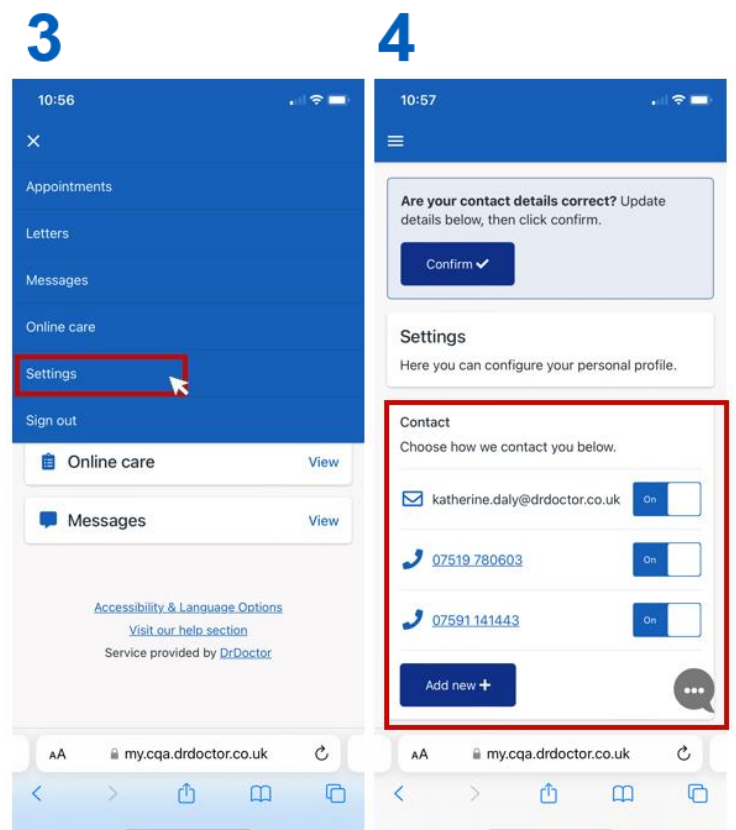 3
10:56
Appointments
Letters
Messages
Online care
Settings
Sign out
Online care View
Messages View
Accessibility & Language Options
Visit our help section
Service provided by DrDoctor
AA my.cqa.drdoctor.co.uk
4
10:57
Are your contact details correct? Update
details below, then click confirm.
Confirm
Settings
Here you can configure your personal profile.
Contact
Choose how we contact you below.
katherine.daly@drdoctor.co.uk On
07519 780603 On
07591 141443 On
Add new +
AA my.cqa.drdoctor.co.uk